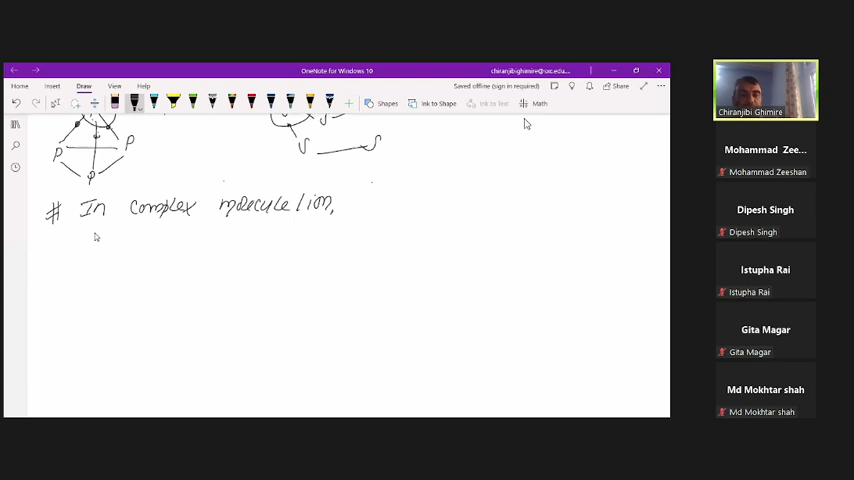 OneNote for Windows 10
chiranjibighimire@sxc.edu....
Home Insert Draw View Help
Saved offline (sign in required)
Share
Shapes
Ink to Shape
Ink to Text
Math
P P
P
S S
# In complex molecule/ion,
Chiranjibi Ghimire
Mohammad Zee...
Mohammad Zeeshan
Dipesh Singh
Dipesh Singh
Istupha Rai
Istupha Rai
Gita Magar
Gita Magar
Md Mokhtar shah
Md Mokhtar shah